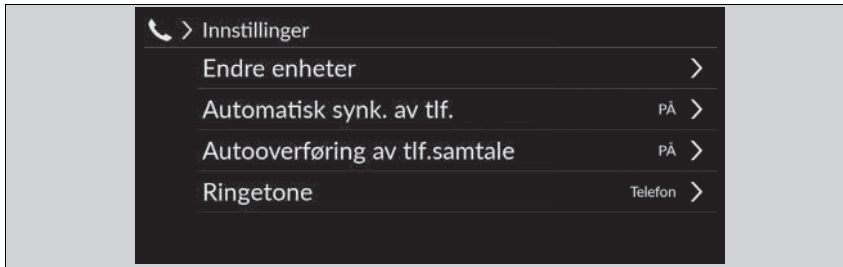 Innstillinger
Endre enheter
Automatisk synk. av tlf. PÅ
Autooverføring av tlf.samtale PÅ
Ringetone Telefon